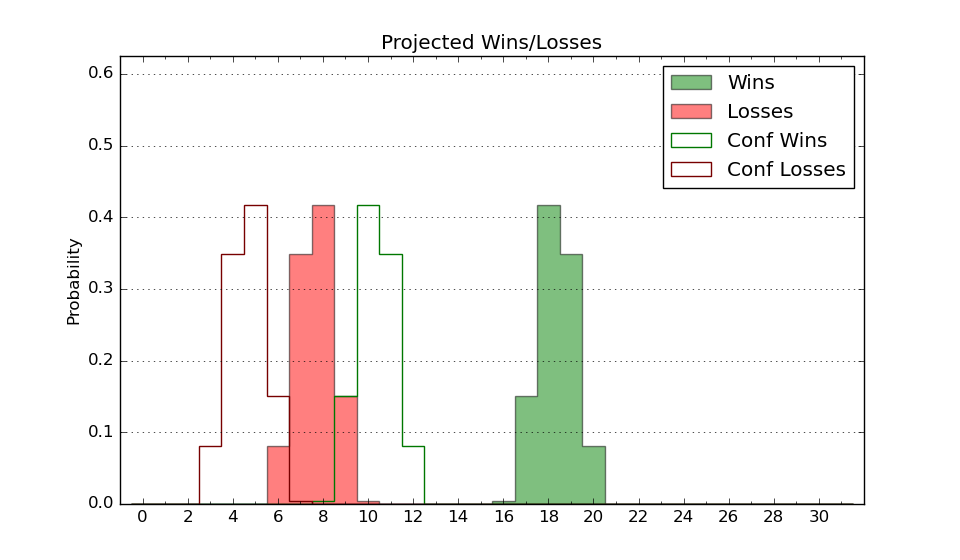 Projected Wins/Losses
Probability
0.6
0.5
0.4
0.3
0.2
0.1
0.0
0 2 4 6 8 10 12 14 16 18 20 22 24 26 28 30
Wins
Losses
Conf Wins
Conf Losses